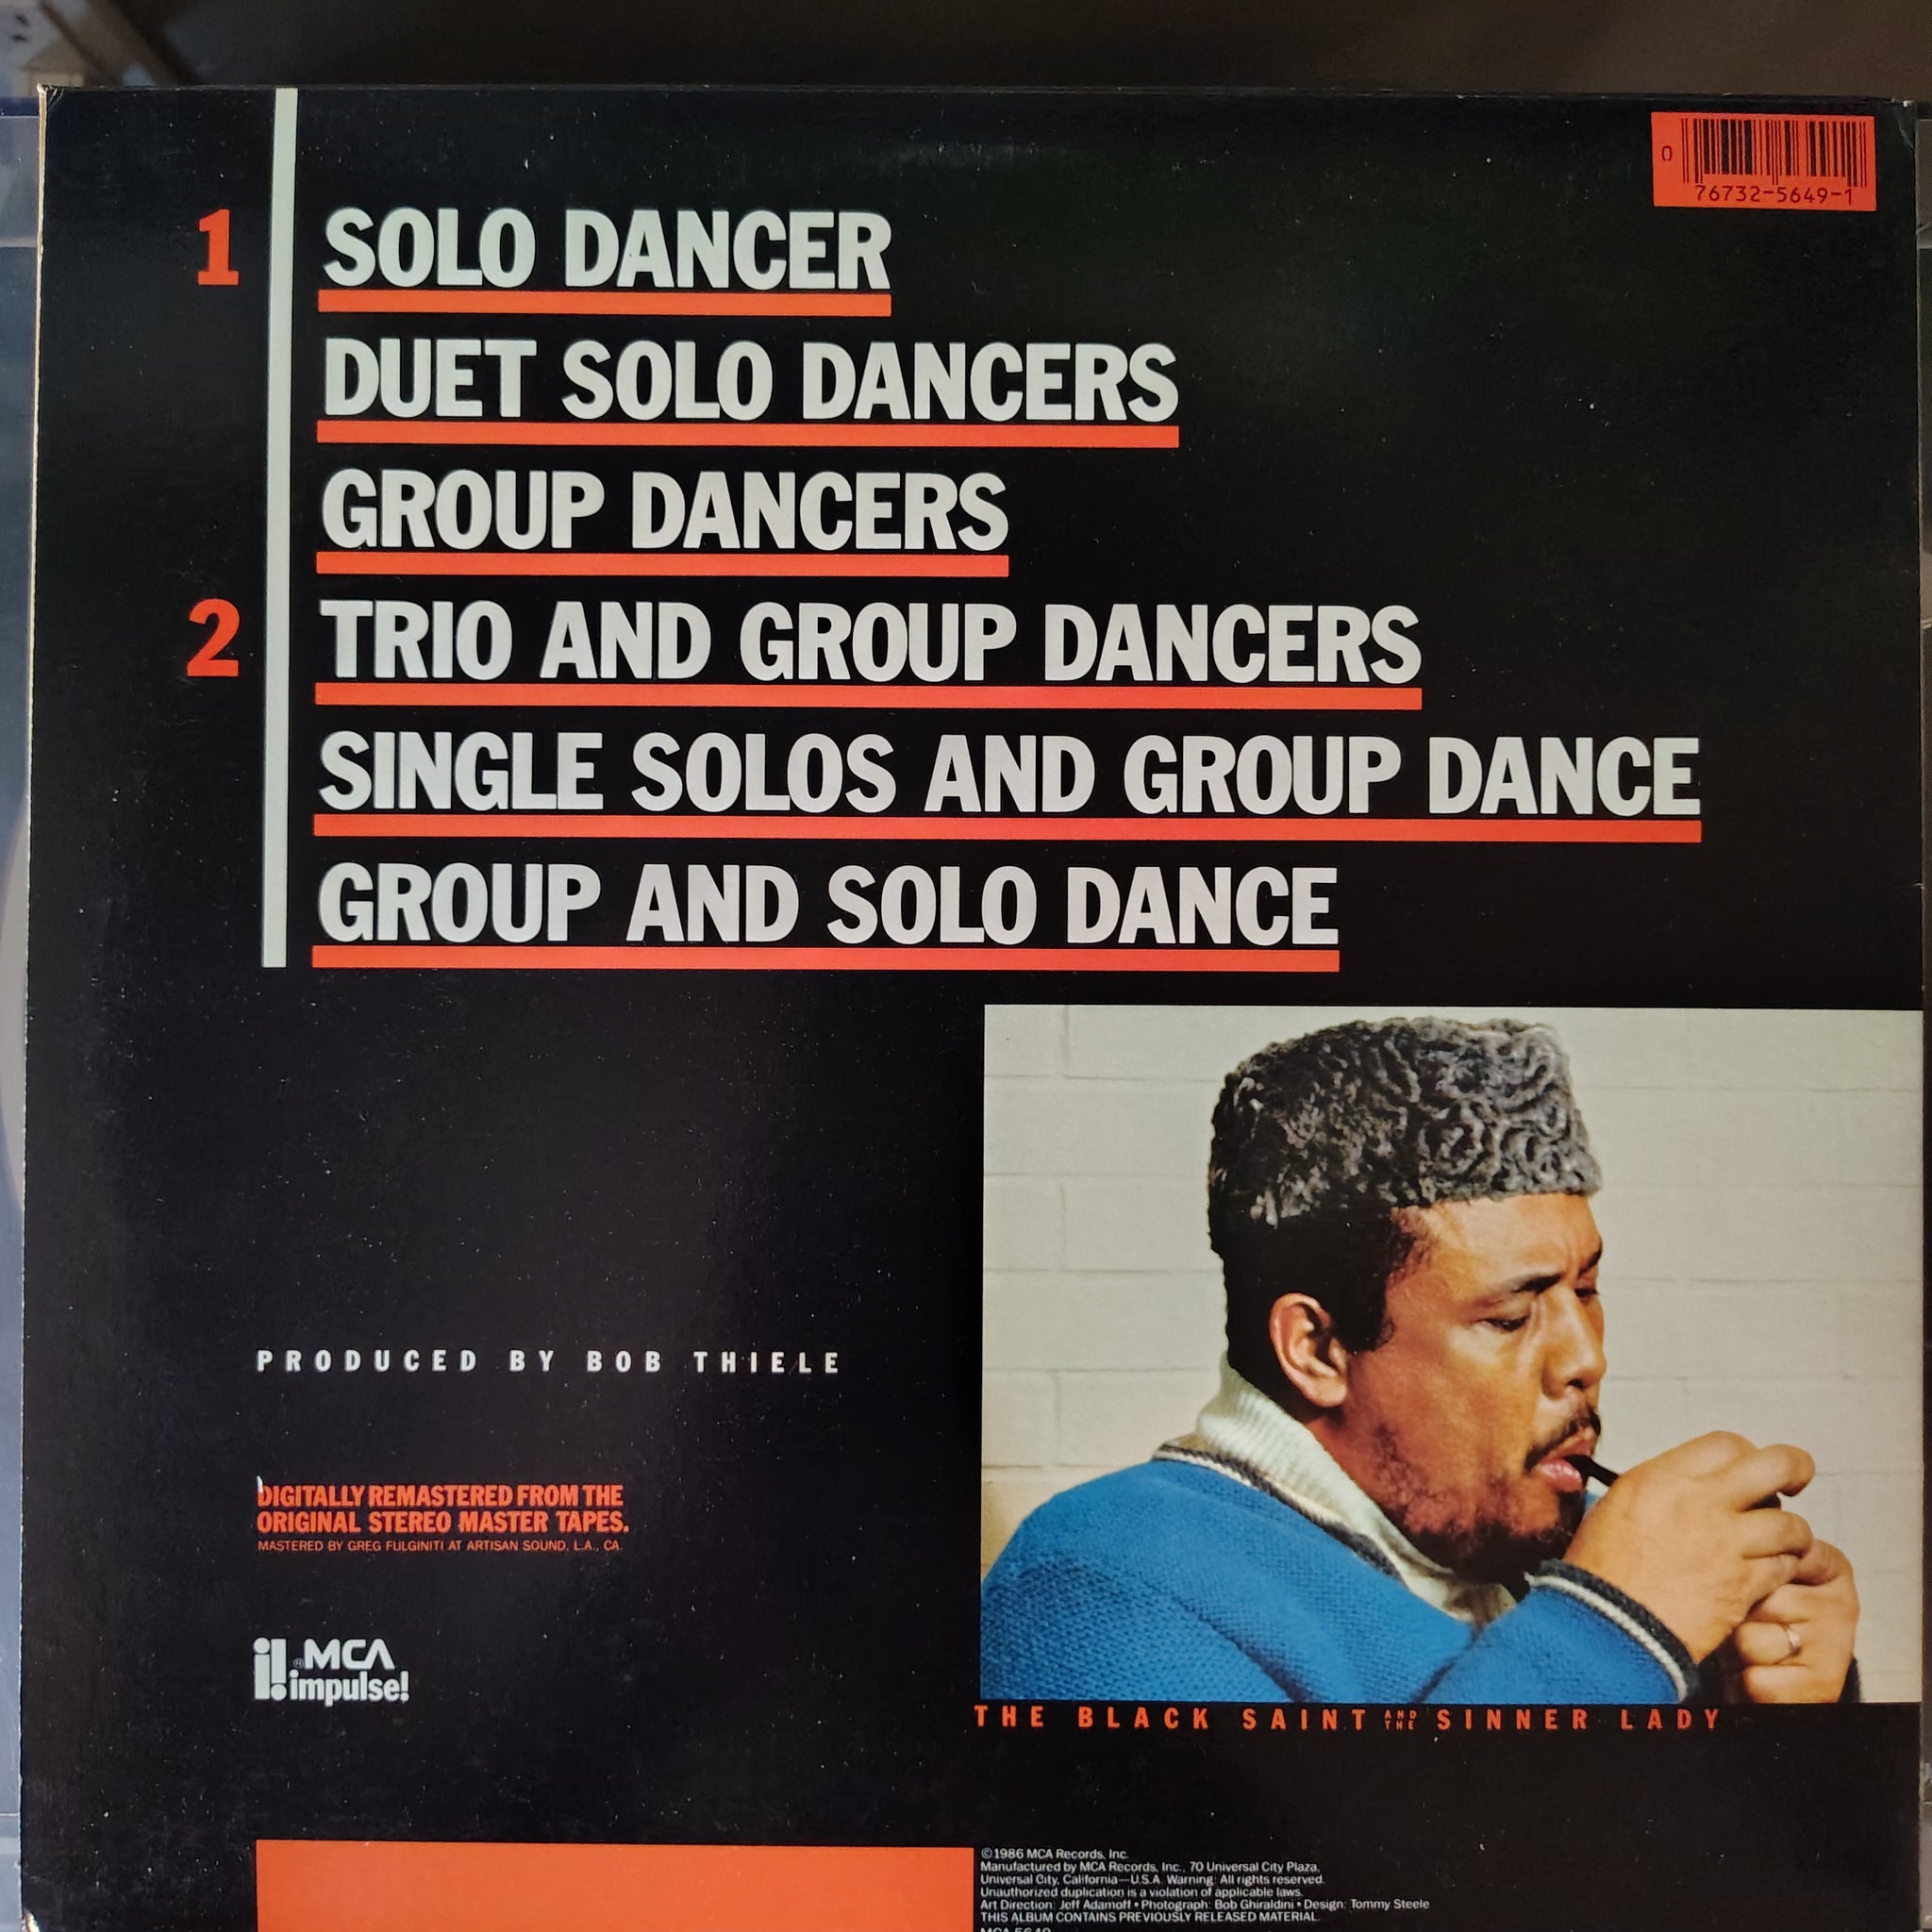 0
76732-5649-1
1
SOLO DANCER
DUET SOLO DANCERS
GROUP DANCERS
2
TRIO AND GROUP DANCERS
SINGLE SOLOS AND GROUP DANCE
GROUP AND SOLO DANCE
PRODUCED BY BOB THIELE
DIGITALLY REMASTERED FROM THE
ORIGINAL STEREO MASTER TAPES.
MASTERED BY GREG FULGINITI AT ARTISAN SOUND, L.A., CA.
i!® MCA
impulse!
THE BLACK SAINT AND THE SINNER LADY
©1986 MCA Records, Inc.
Manufactured by MCA Records, Inc., 70 Universal City Plaza,
Universal City, California—U.S.A. Warning: All rights reserved.
Unauthorized duplication is a violation of applicable laws.
Art Direction: Jeff Adamoff • Photograph: Bob Ghiraldini • Design: Tommy Steele
THIS ALBUM CONTAINS PREVIOUSLY RELEASED MATERIAL.
MCA-5649